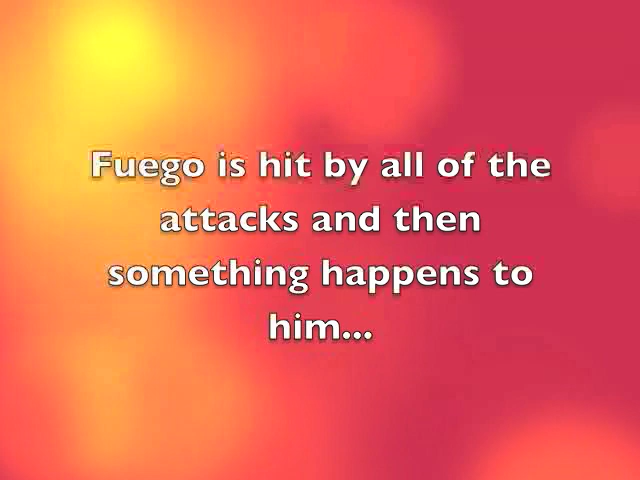 Fuego is hit by all of the
attacks and then
something happens to
him...